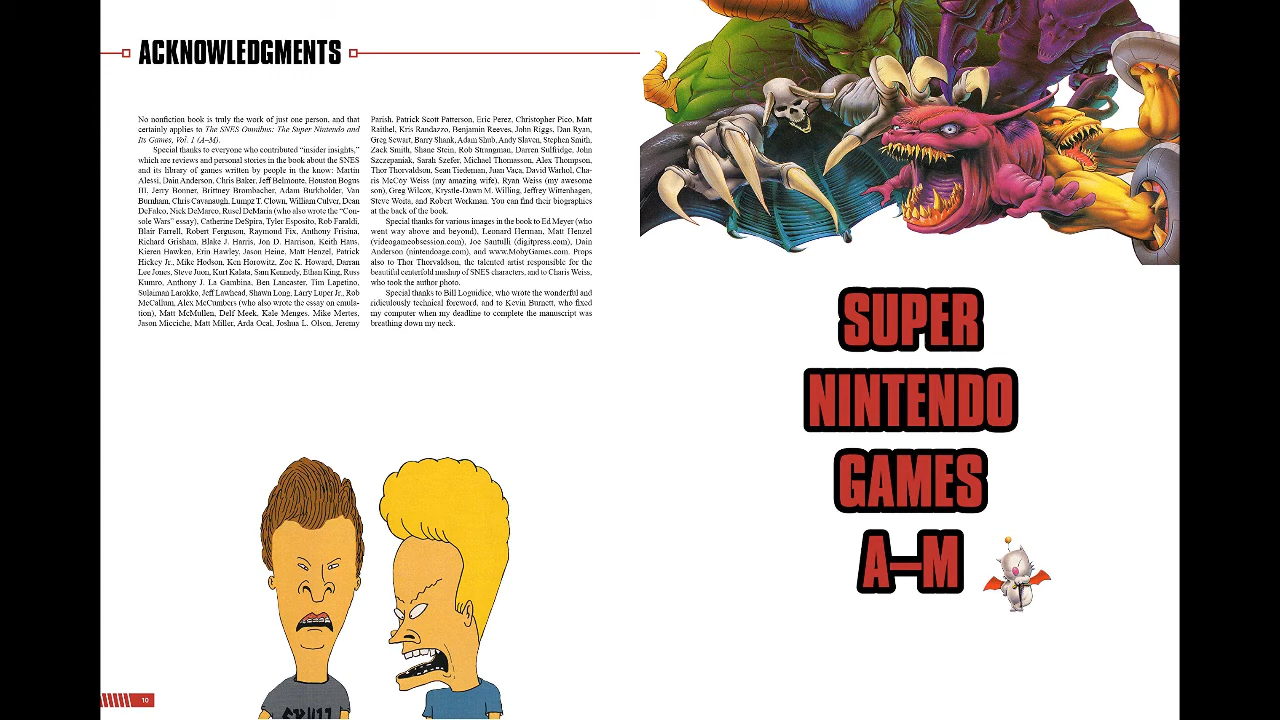 ACKNOWLEDGMENTS
No nonfiction book is truly the work of just one person, and that
certainly applies to The SNES Omnibus: The Super Nintendo and
Its Games, Vol. 1 (A–M).
Special thanks to everyone who contributed “insider insights,”
which are reviews and personal stories in the book about the SNES
and its library of games written by people in the know: Martin
Alessi, Dain Anderson, Chris Baker, Jeff Belmonte, Houston Bogus
III, Jerry Bonner, Brittney Brombacher, Adam Burkholder, Van
Burnham, Chris Cavanaugh, Lumpz T. Clown, William Culver, Dean
DeFalco, Nick DeMarco, Rusel DeMaria (who also wrote the “Con-
sole Wars” essay), Catherine DeSpira, Tyler Esposito, Rob Faraldi,
Blair Farrell, Robert Ferguson, Raymond Fix, Anthony Frisina,
Richard Grisham, Blake J. Harris, Jon D. Harrison, Keith Haus,
Kieren Hawken, Erin Hawley, Jason Heine, Matt Henzel, Patrick
Hickey Jr., Mike Hodson, Ken Horowitz, Zoe K. Howard, Darran
Lee Jones, Steve Juon, Kurt Kalata, Sam Kennedy, Ethan King, Russ
Kumro, Anthony J. La Gambina, Ben Lancaster, Tim Lapetino,
Sulaiman Larokko, Jeff Lawhead, Shawn Long, Larry Luper Jr., Rob
McCallum, Alex McCumbers (who also wrote the essay on emula-
tion), Matt McMullen, Delf Meek, Kale Menges, Mike Mertes,
Jason Micciche, Matt Miller, Arda Ocal, Joshua L. Olson, Jeremy
Parish, Patrick Scott Patterson, Eric Perez, Christopher Pico, Matt
Raithel, Kris Randazzo, Benjamin Reeves, John Riggs, Dan Ryan,
Greg Sewart, Barry Shank, Adam Shub, Andy Slaven, Stephen Smith,
Zack Smith, Shane Stein, Rob Strangman, Darren Sulfridge, John
Szczepaniak, Sarah Szefer, Michael Thomasson, Alex Thompson,
Thor Thorvaldson, Sean Tiedeman, Juan Vaca, David Warhol, Cha-
ris McCoy Weiss (my amazing wife), Ryan Weiss (my awesome
son), Greg Wilcox, Krystle-Dawn M. Willing, Jeffrey Wittenhagen,
Steve Woita, and Robert Workman. You can find their biographies
at the back of the book.
Special thanks for various images in the book to Ed Meyer (who
went way above and beyond), Leonard Herman, Matt Henzel
(videogameobsession.com), Joe Santulli (digitpress.com), Dain
Anderson (nintendoage.com), and www.MobyGames.com. Props
also to Thor Thorvaldson, the talented artist responsible for the
beautiful centerfold mashup of SNES characters, and to Charis Weiss,
who took the author photo.
Special thanks to Bill Loguidice, who wrote the wonderful and
ridiculously technical foreword, and to Kevin Burnett, who fixed
my computer when my deadline to complete the manuscript was
breathing down my neck.
10
SUPER
NINTENDO
GAMES
A–M